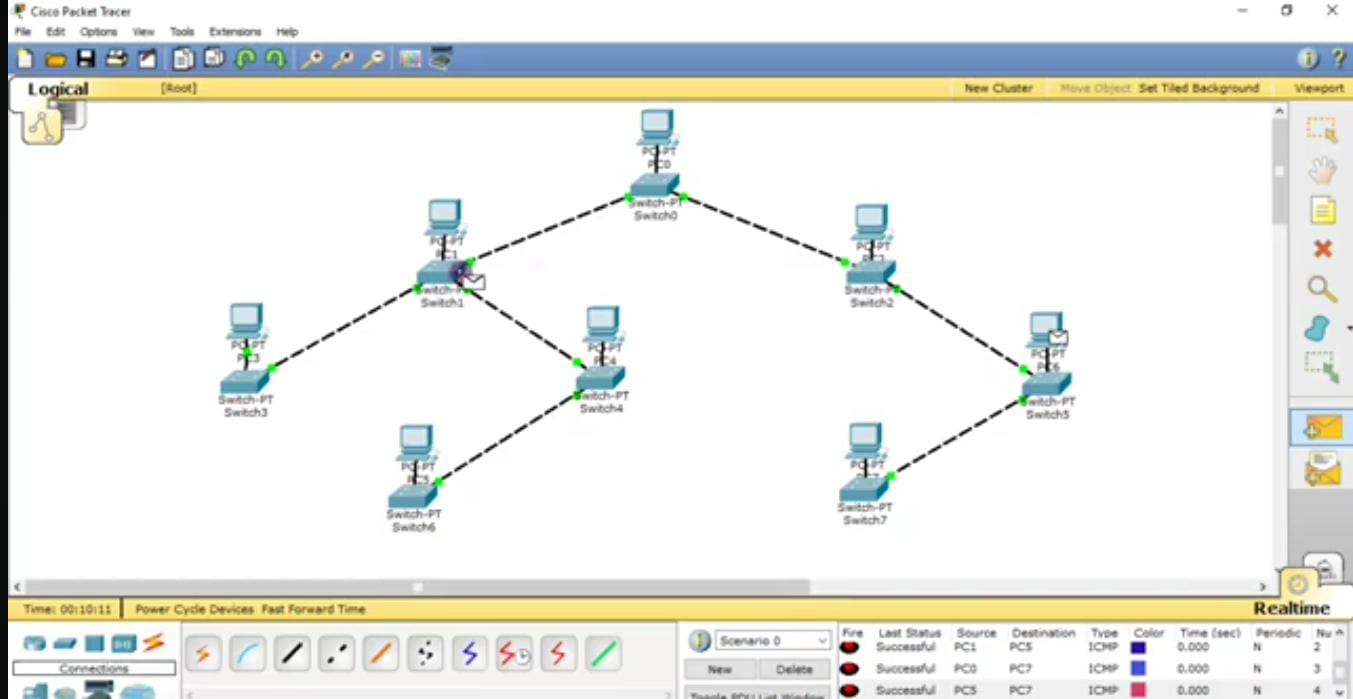 Cisco Packet Tracer
File Edit Options View Tools Extensions Help
Logical [Root] New Cluster Move Object Set Tiled Background Viewport
PC-PT
PC0
Switch-PT
Switch0
PC-PT
PC1
Switch-PT
Switch1
PC-PT
Switch-PT
Switch2
PC-PT
PC3
Switch-PT
Switch3
PC-PT
PC4
Switch-PT
Switch4
PC-PT
PC6
Switch-PT
Switch5
PC-PT
PC5
Switch-PT
Switch6
PC-PT
Switch-PT
Switch7
Time: 00:10:11 Power Cycle Devices Fast Forward Time Realtime
Connections
Scenario 0
New Delete
Toggle PDU List Window
Fire Last Status Source Destination Type Color Time (sec) Periodic Nu
Successful PC1 PC5 ICMP 0.000 N 2
Successful PC0 PC7 ICMP 0.000 N 3
Successful PC5 PC7 ICMP 0.000 N 4